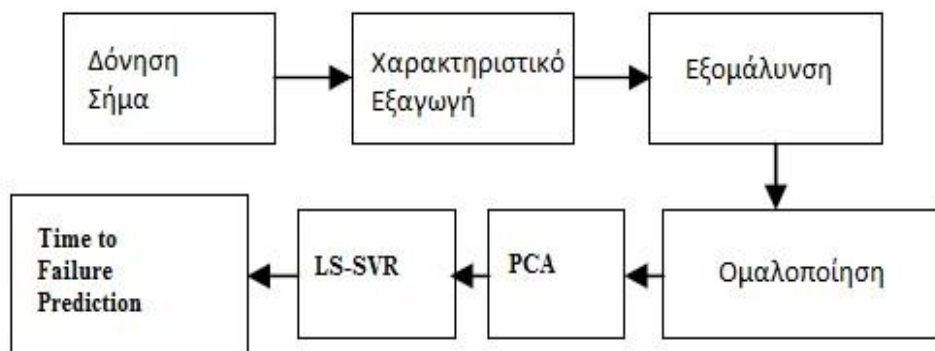 Δόνηση
Σήμα
Χαρακτηριστικό
Εξαγωγή
Εξομάλυνση
Ομαλοποίηση
PCA
LS-SVR
Time to
Failure
Prediction